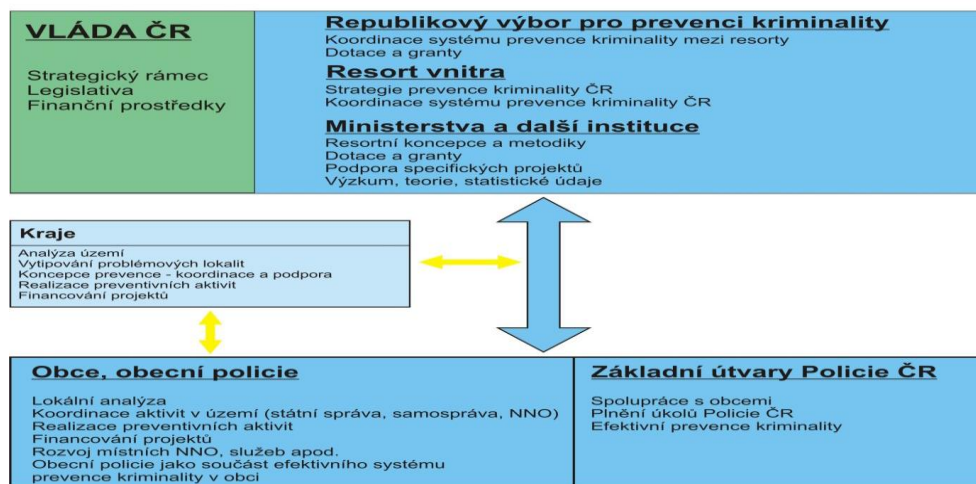 VLÁDA ČR
Strategický rámec
Legislativa
Finanční prostředky
Republikový výbor pro prevenci kriminality
Koordinace systému prevence kriminality mezi resorty
Dotace a granty
Resort vnitra
Strategie prevence kriminality ČR
Koordinace systému prevence kriminality ČR
Ministerstva a další instituce
Resortní koncepce a metodiky
Dotace a granty
Podpora specifických projektů
Výzkum, teorie, statistické údaje
Kraje
Analýza území
Vytipování problémových lokalit
Koncepce prevence - koordinace a podpora
Realizace preventivních aktivit
Financování projektů
Obce, obecní policie
Lokální analýza
Koordinace aktivit v území (státní správa, samospráva, NNO)
Realizace preventivních aktivit
Financování projektů
Rozvoj místních NNO, služeb apod.
Obecní policie jako součást efektivního systému
prevence kriminality v obci
Základní útvary Policie ČR
Spolupráce s obcemi
Plnění úkolů Policie ČR
Efektivní prevence kriminality